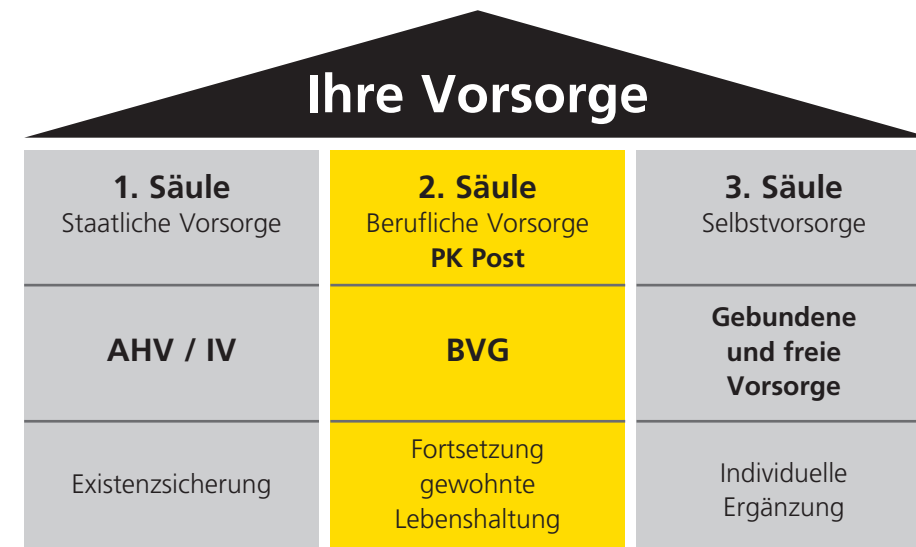 Ihre Vorsorge
1. Säule
Staatliche Vorsorge
AHV / IV
Existenzsicherung
2. Säule
Berufliche Vorsorge
PK Post
BVG
Fortsetzung
gewohnte
Lebenshaltung
3. Säule
Selbstvorsorge
Gebundene
und freie
Vorsorge
Individuelle
Ergänzung